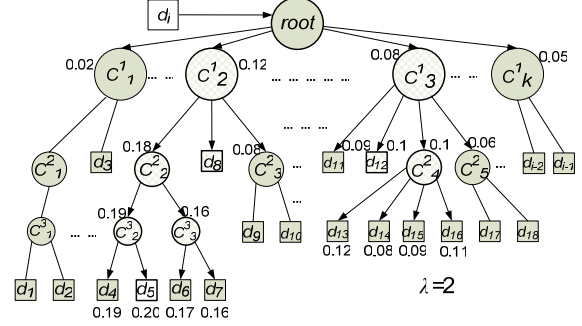 d_i root
0.02 C^1_1 ... ... C^1_2 0.12 ... ... ... ... ... 0.08 C^1_3 ... ... C^1_k 0.05
... ... ...
0.18 0.08 0.09 0.1 0.1 0.06
C^2_1 d_3 C^2_2 d_8 C^2_3 ... d_11 d_12 C^2_4 C^2_5 ... d_i-2 d_i-1
0.19 0.16
C^3_1 ... ... C^3_2 C^3_3 d_9 d_10 d_13 d_14 d_15 d_16 d_17 d_18
0.12 0.08 0.09 0.11
d_1 d_2 d_4 d_5 d_6 d_7 λ=2
0.19 0.20 0.17 0.16